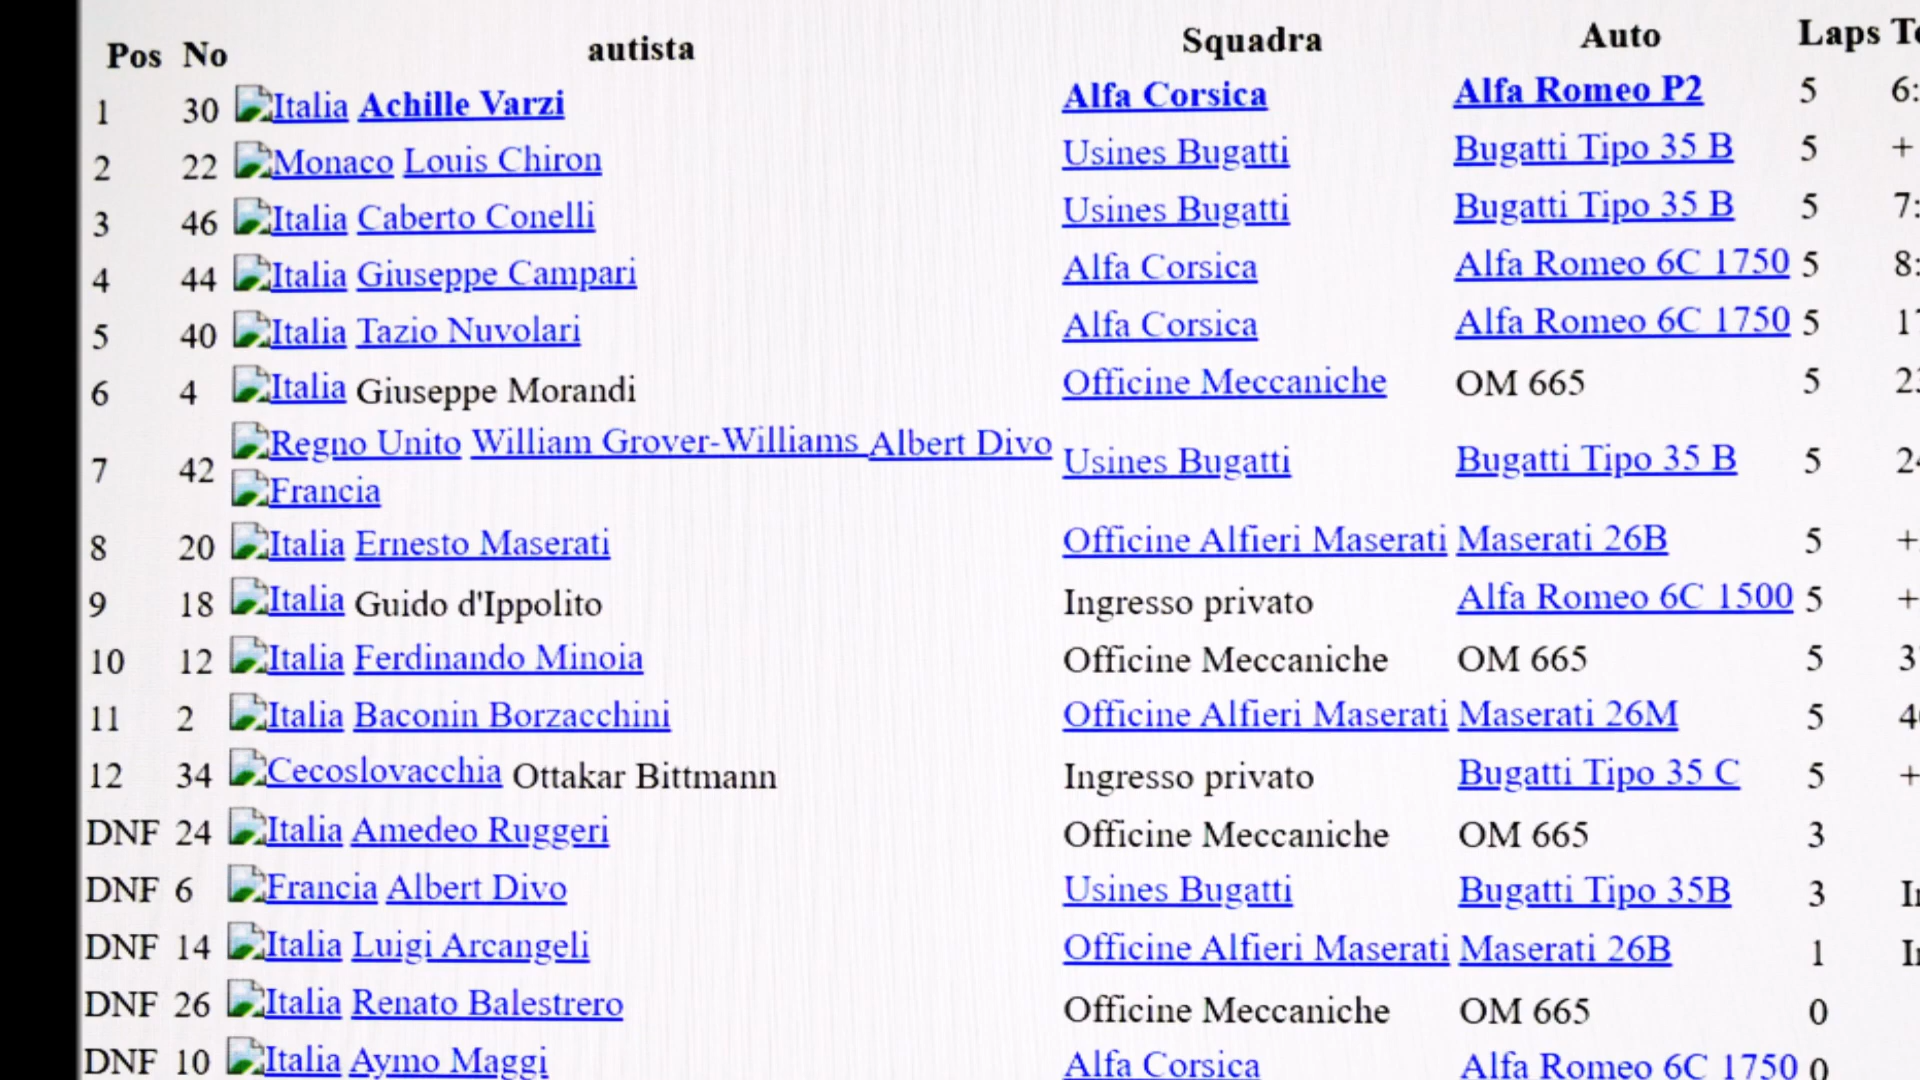 Pos No autista Squadra Auto Laps
1 30 Italia Achille Varzi Alfa Corsica Alfa Romeo P2 5 6:
2 22 Monaco Louis Chiron Usines Bugatti Bugatti Tipo 35 B 5 +
3 46 Italia Caberto Conelli Usines Bugatti Bugatti Tipo 35 B 5 7:
4 44 Italia Giuseppe Campari Alfa Corsica Alfa Romeo 6C 1750 5 8:
5 40 Italia Tazio Nuvolari Alfa Corsica Alfa Romeo 6C 1750 5
6 4 Italia Giuseppe Morandi Officine Meccaniche OM 665 5
7 42 Regno Unito William Grover-Williams Albert Divo Usines Bugatti Bugatti Tipo 35 B 5
Francia
8 20 Italia Ernesto Maserati Officine Alfieri Maserati Maserati 26B 5 +
9 18 Italia Guido d'Ippolito Ingresso privato Alfa Romeo 6C 1500 5 +
10 12 Italia Ferdinando Minoia Officine Meccaniche OM 665 5
11 2 Italia Baconin Borzacchini Officine Alfieri Maserati Maserati 26M 5
12 34 Cecoslovacchia Ottakar Bittmann Ingresso privato Bugatti Tipo 35 C 5 +
DNF 24 Italia Amedeo Ruggeri Officine Meccaniche OM 665 3
DNF 6 Francia Albert Divo Usines Bugatti Bugatti Tipo 35B 3
DNF 14 Italia Luigi Arcangeli Officine Alfieri Maserati Maserati 26B 1
DNF 26 Italia Renato Balestrero Officine Meccaniche OM 665 0
DNF 10 Italia Aymo Maggi Alfa Corsica Alfa Romeo 6C 1750 0